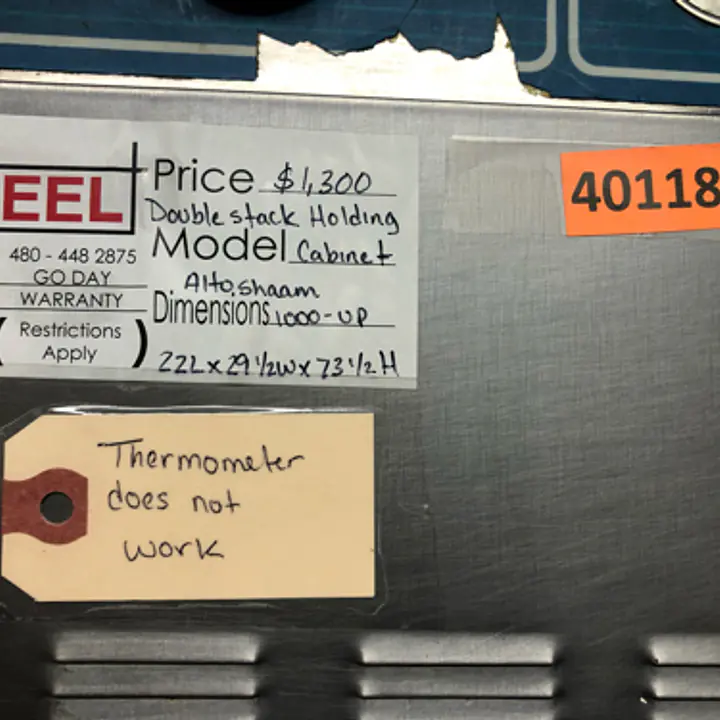 EEL
480 - 448 2875
GO DAY
WARRANTY
(Restrictions
Apply)
Price $1,300
Double stack Holding
Model Cabinet
Alto, shaam
Dimensions 1000-UP
22L x 29 1/2W x 73 1/2 H
40118
Thermometer
does not
work